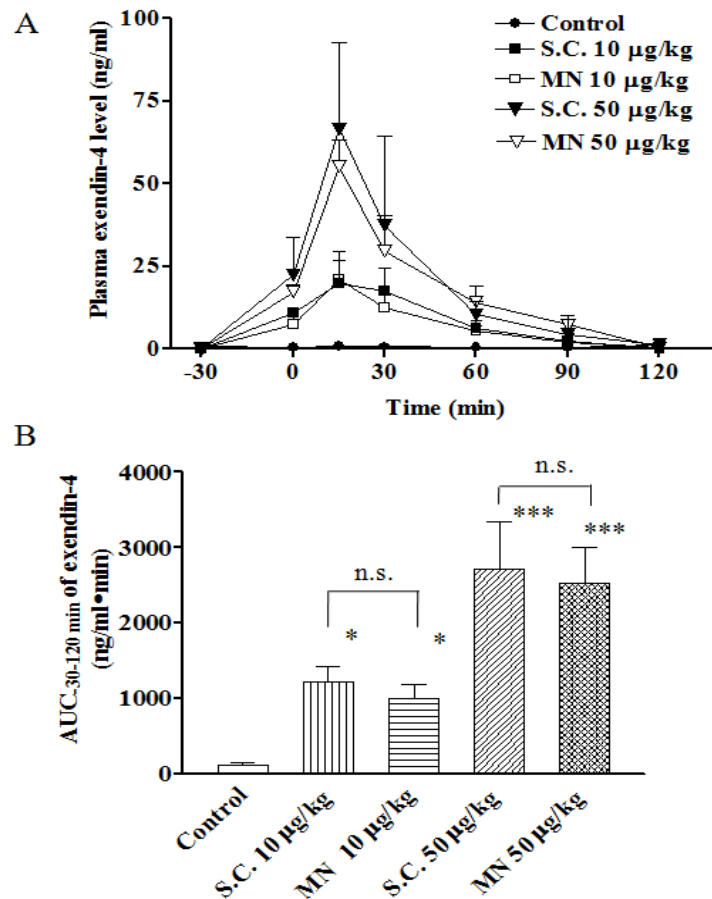 A
Plasma exendin-4 level (ng/ml)
100
75
50
25
0
-30 0 30 60 90 120
Time (min)
Control
S.C. 10 μg/kg
MN 10 μg/kg
S.C. 50 μg/kg
MN 50 μg/kg
B
AUC-30-120 min of exendin-4
(ng/ml•min)
4000
3000
2000
1000
0
n.s.
n.s.
*
*
***
***
Control
S.C. 10 μg/kg
MN 10 μg/kg
S.C. 50 μg/kg
MN 50 μg/kg